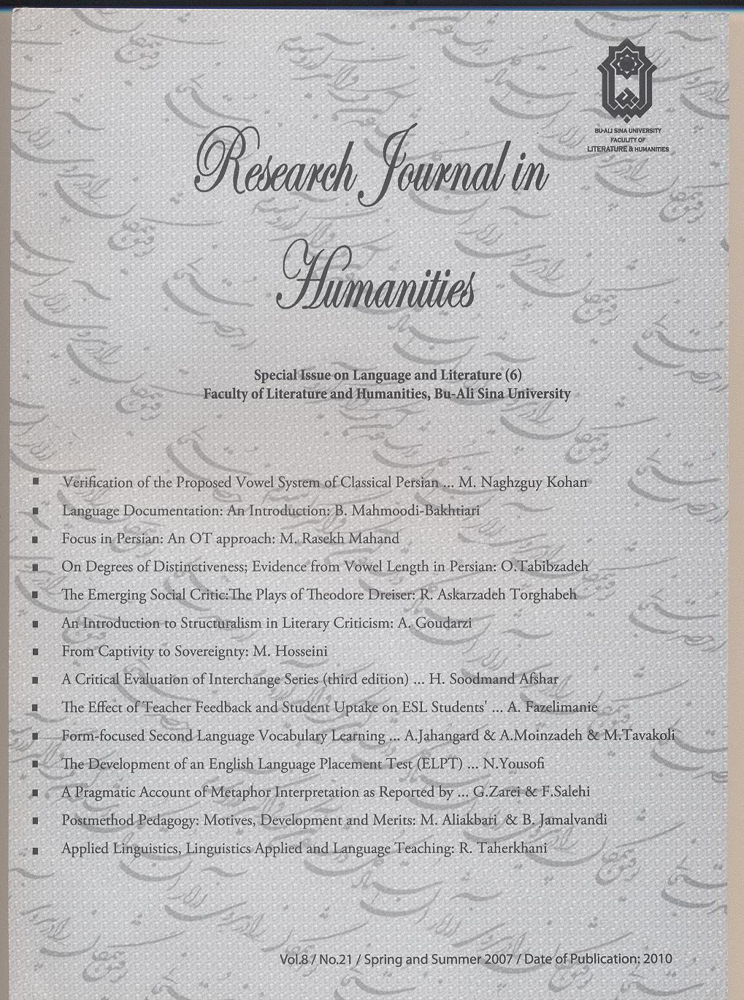 BU-ALI SINA UNIVERSITY
FACULITY OF
LITERATURE & HUMANITIES
Research Journal in
Humanities
Special Issue on Language and Literature (6)
Faculty of Literature and Humanities, Bu-Ali Sina University
▪ Verification of the Proposed Vowel System of Classical Persian ... M. Naghzguy Kohan
▪ Language Documentation: An Introduction: B. Mahmoodi-Bakhtiari
▪ Focus in Persian: An OT approach: M. Rasekh Mahand
▪ On Degrees of Distinctiveness; Evidence from Vowel Length in Persian: O.Tabibzadeh
▪ The Emerging Social Critic:The Plays of Theodore Dreiser: R. Askarzadeh Torghabeh
▪ An Introduction to Structuralism in Literary Criticism: A. Goudarzi
▪ From Captivity to Sovereignty: M. Hosseini
▪ A Critical Evaluation of Interchange Series (third edition) ... H. Soodmand Afshar
▪ The Effect of Teacher Feedback and Student Uptake on ESL Students' ... A. Fazelimanie
▪ Form-focused Second Language Vocabulary Learning ... A.Jahangard & A.Moinzadeh & M.Tavakoli
▪ The Development of an English Language Placement Test (ELPT) ... N.Yousofi
▪ A Pragmatic Account of Metaphor Interpretation as Reported by ... G.Zarei & F.Salehi
▪ Postmethod Pedagogy: Motives, Development and Merits: M. Aliakbari & B. Jamalvandi
▪ Applied Linguistics, Linguistics Applied and Language Teaching: R. Taherkhani
Vol.8 / No.21 / Spring and Summer 2007 / Date of Publication: 2010